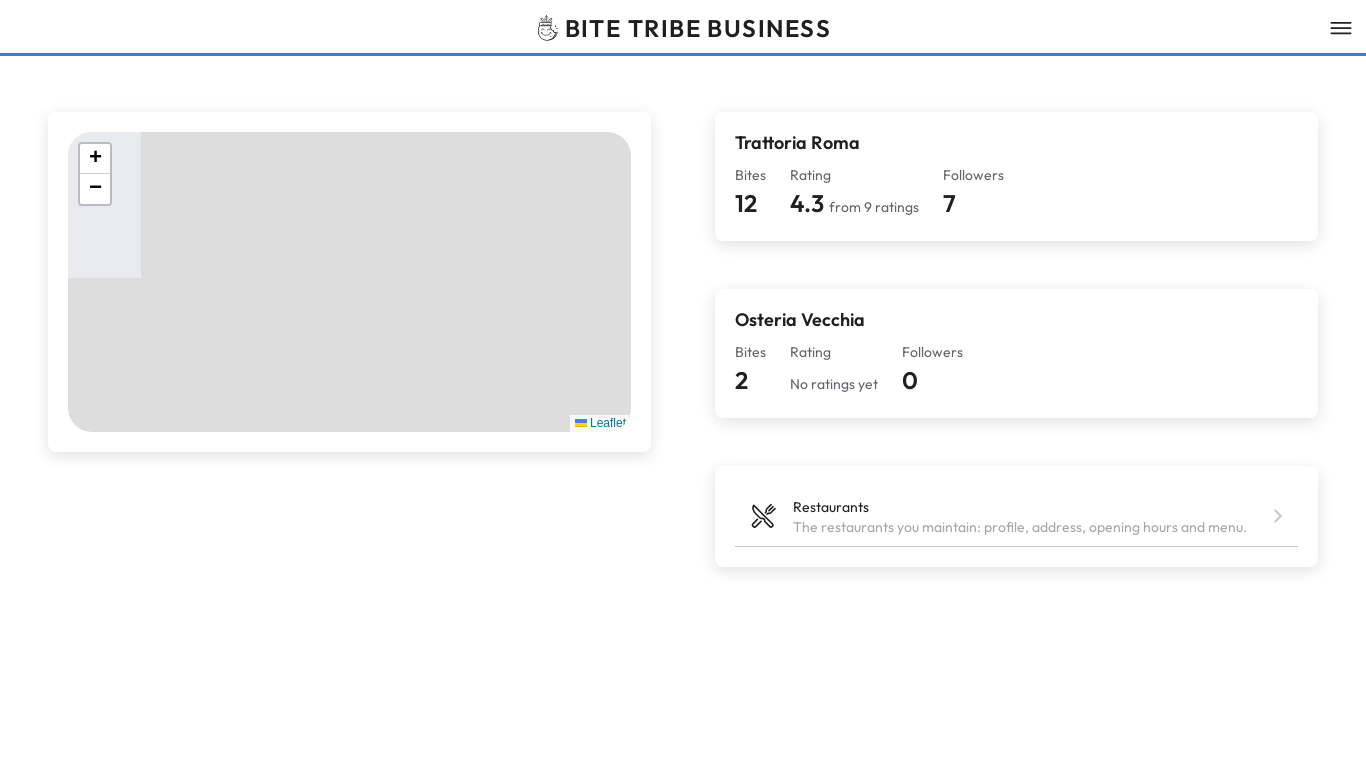 BITE TRIBE BUSINESS
+
−
Leaflet
Trattoria Roma
Bites Rating Followers
12 4.3 from 9 ratings 7
Osteria Vecchia
Bites Rating Followers
2 No ratings yet 0
Restaurants
The restaurants you maintain: profile, address, opening hours and menu.